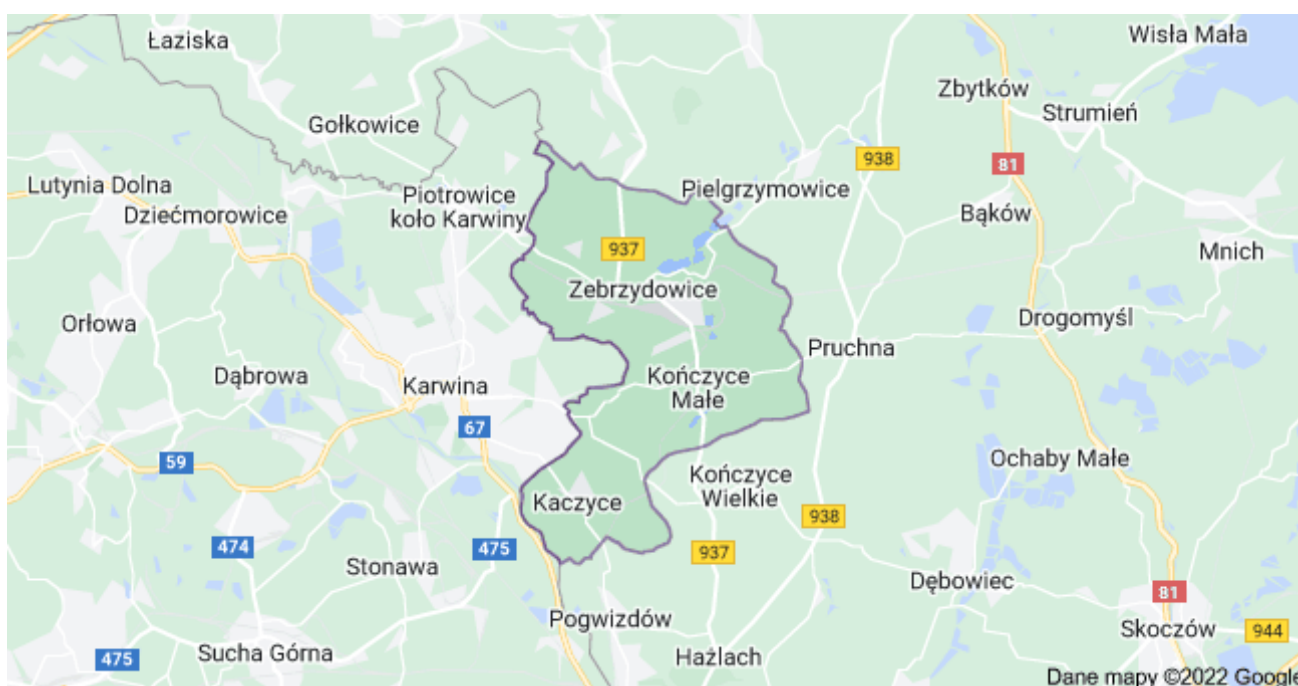 Łaziska
Wisła Mała
Zbytków
Strumień
Gołkowice
938
81
Lutynia Dolna
Piotrowice
koło Karwiny
Pielgrzymowice
Dziećmorowice
Bąków
937
Mnich
Zebrzydowice
Orłowa
Drogomyśl
Pruchna
Dąbrowa
Karwina
Kończyce
Małe
67
59
Ochaby Małe
Kończyce
Wielkie
Kaczyce
938
474
475
937
Stonawa
Dębowiec
81
Pogwizdów
Skoczów
944
475
Sucha Górna
Hażlach
Dane mapy ©2022 Google